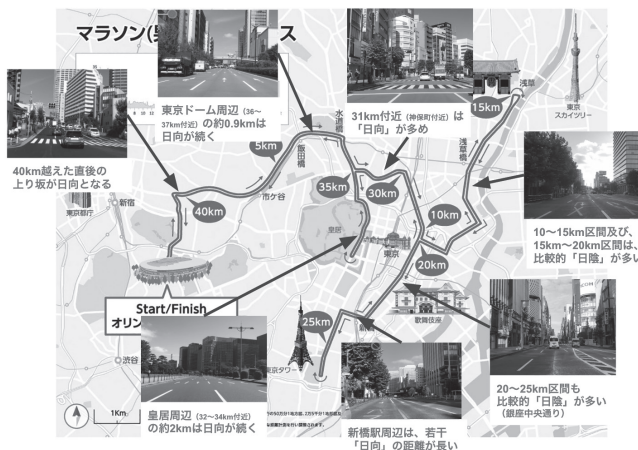 マラソン(
ス
東京ドーム周辺 (36～
37km付近) の約0.9kmは
日向が続く
31km付近 (神保町付近) は
「日向」が多め
15km
浅草
東京
スカイツリー
40km越えた直後の
上り坂が日向となる
5km
飯田橋
水道橋
浅草橋
市ケ谷
35km
30km
40km
10km
新宿
東京都庁
皇居
東京
20km
10～15km区間及び、
15km～20km区間は、
比較的「日陰」が多い
Start/Finish
オリン
25km
歌舞伎座
渋谷
東京タワー
20～25km区間も
比較的「日陰」が多い
(銀座中央通り)
1Km
皇居周辺 (32～34km付近)
の約2kmは日向が続く
新橋駅周辺は、若干
「日向」の距離が長い